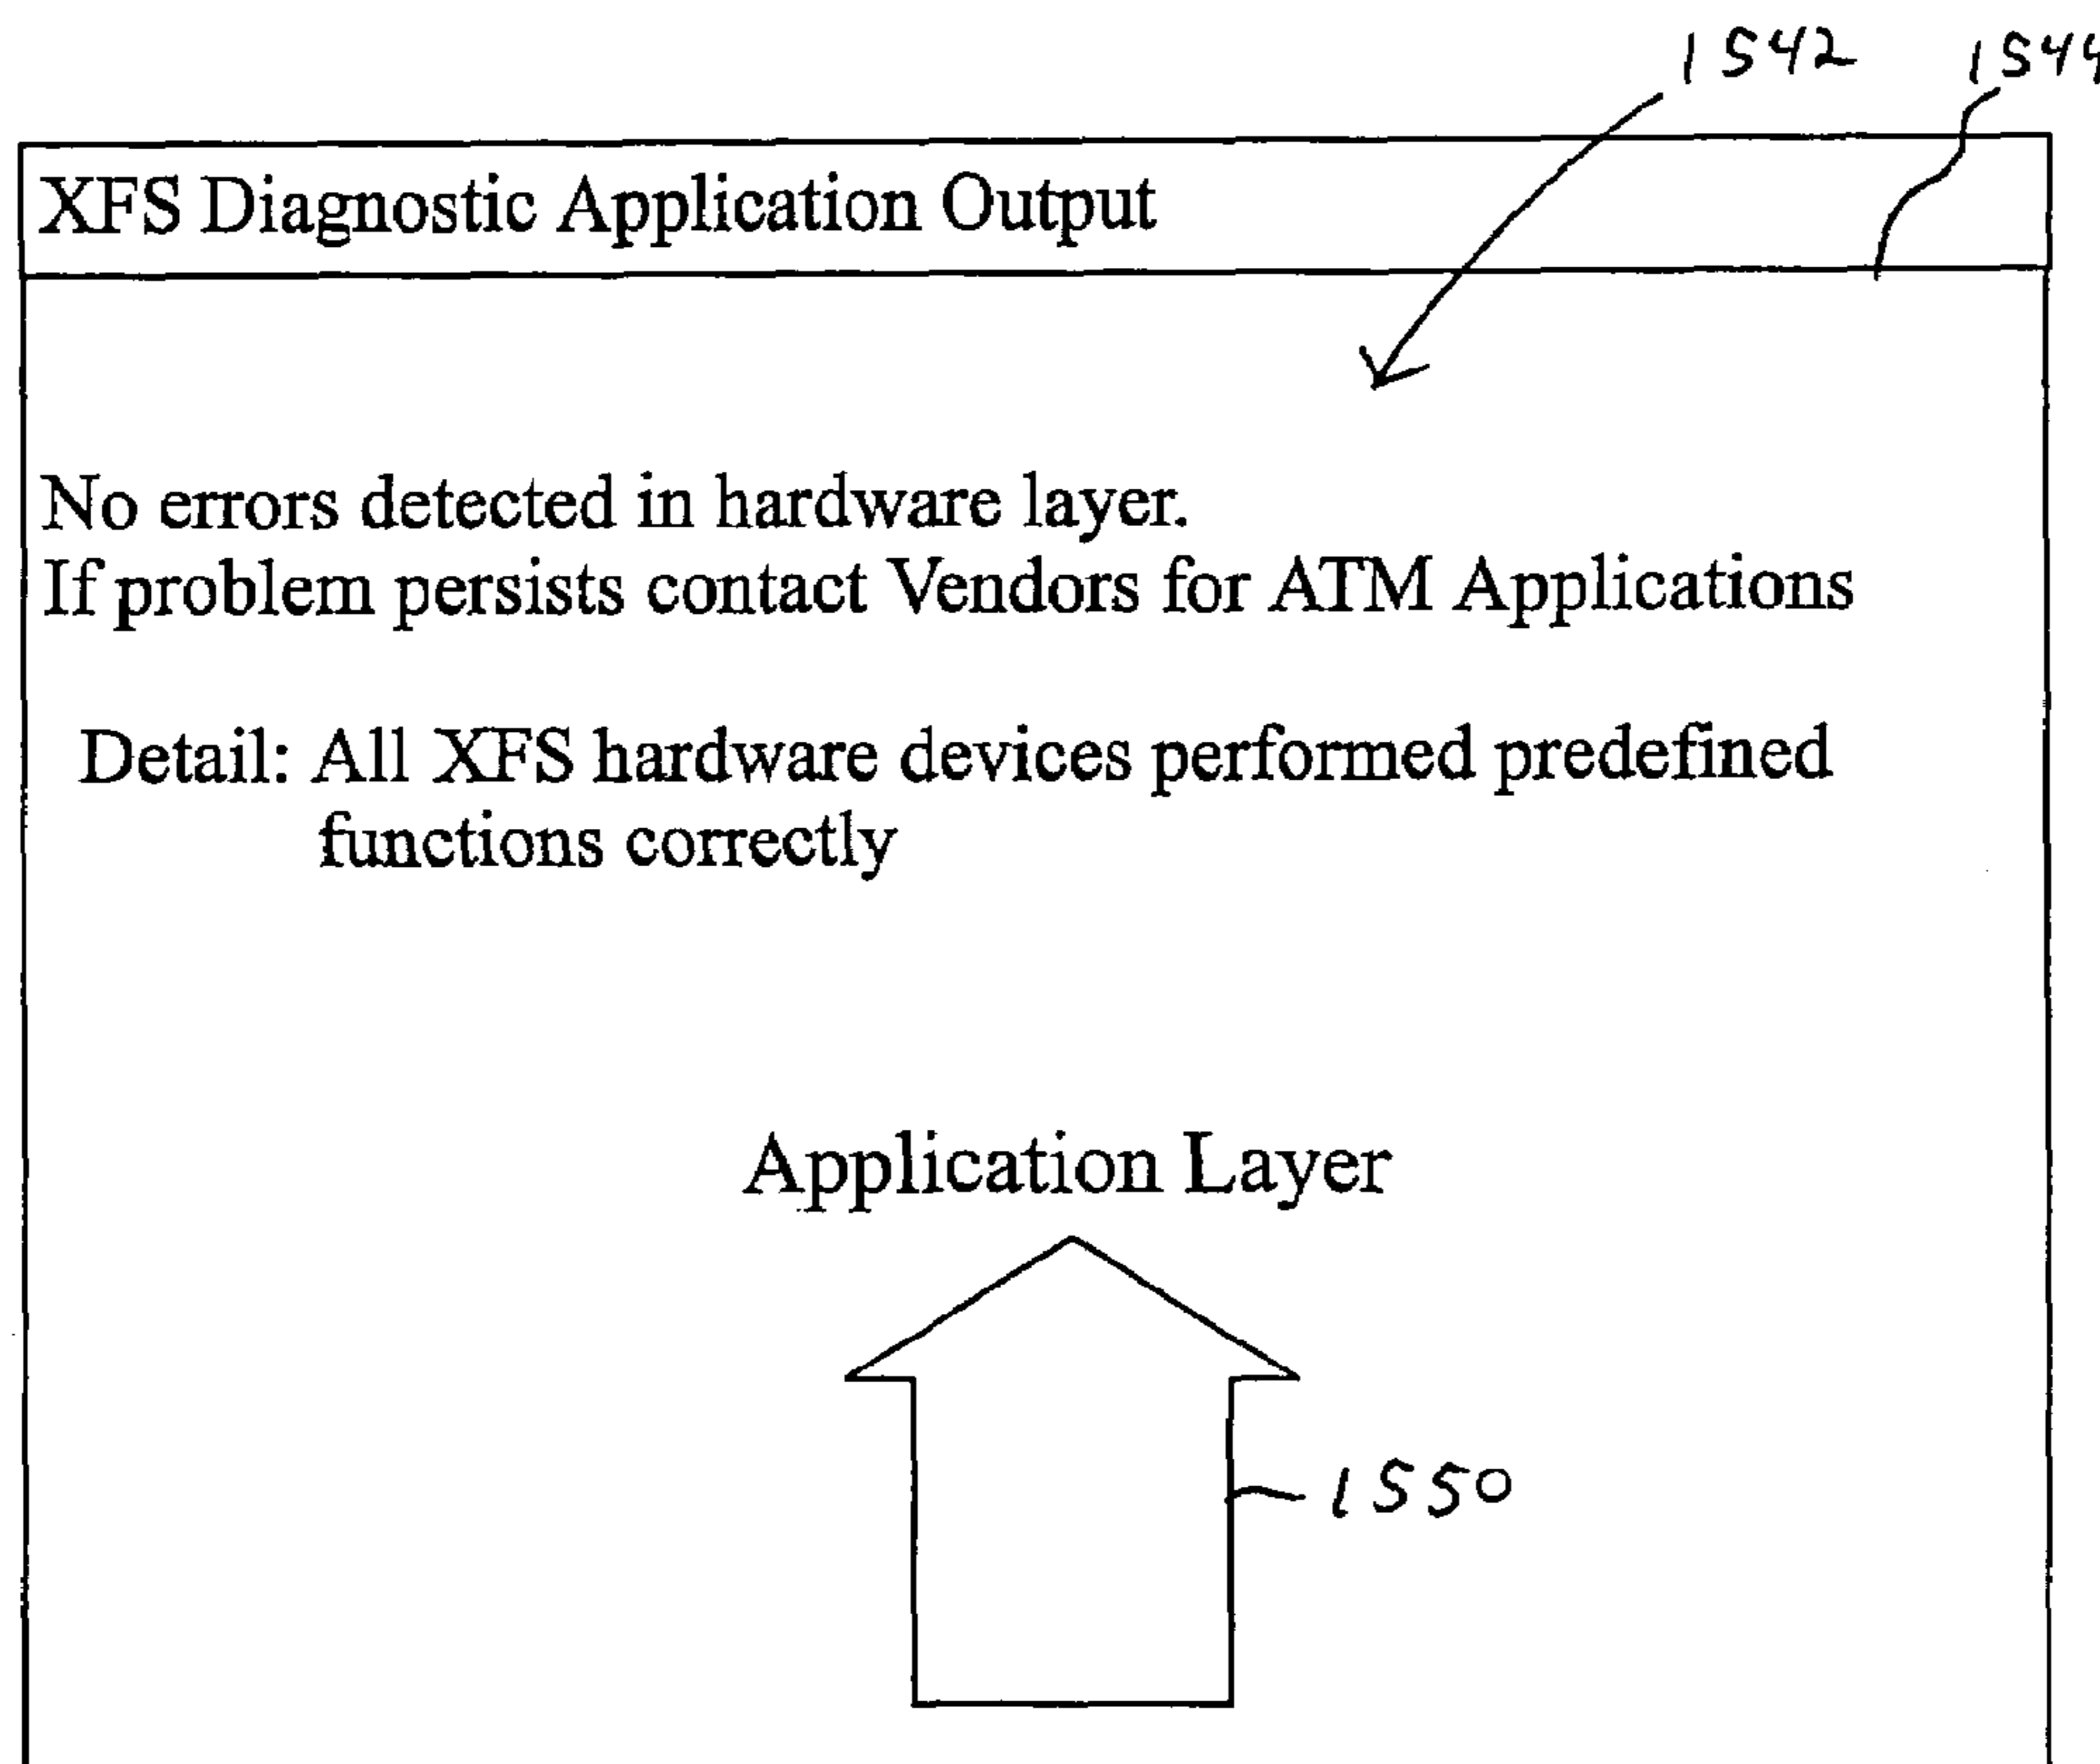 1542 1544
XFS Diagnostic Application Output
No errors detected in hardware layer.
If problem persists contact Vendors for ATM Applications
Detail: All XFS hardware devices performed predefined
functions correctly
Application Layer
1550